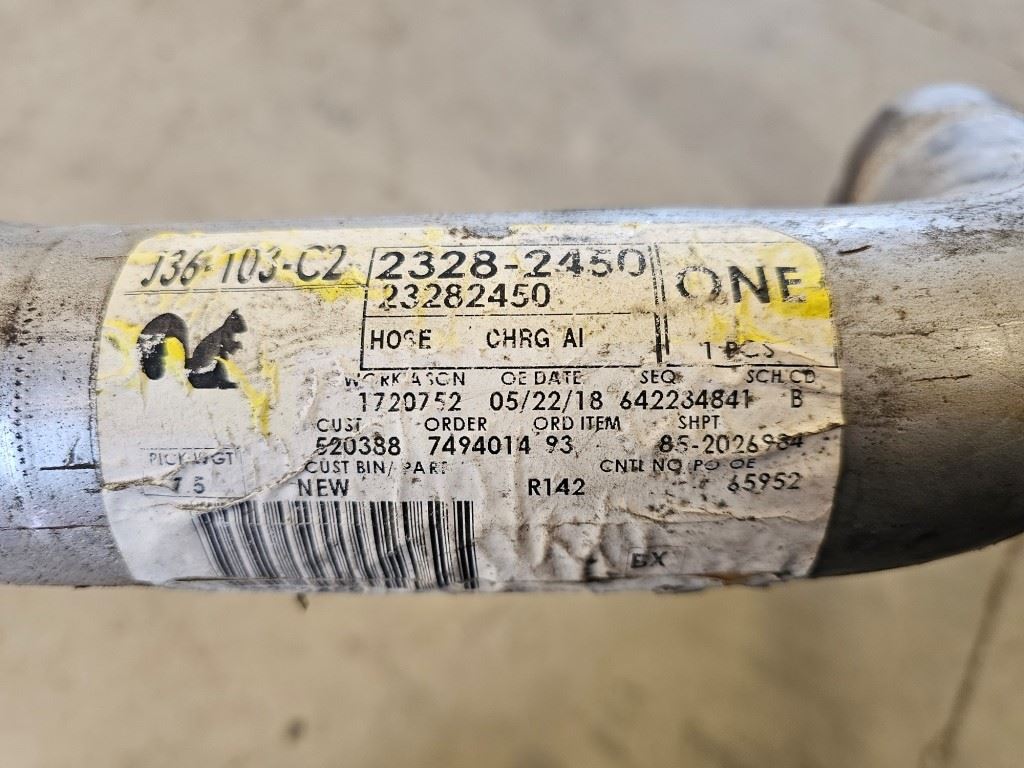 J36-103-C2
2328-2450
23282450
ONE
HOSE CHRG AI
1 PCS
WORK ASGN OE DATE SEQ SCH CD
1720752 05/22/18 642234841 B
CUST ORDER ORD ITEM SHPT
520388 7494014 93 85-2026984
PICK WGT
CUST BIN/PART CNTL NO PO OE
7.5
NEW R142 65952
BX